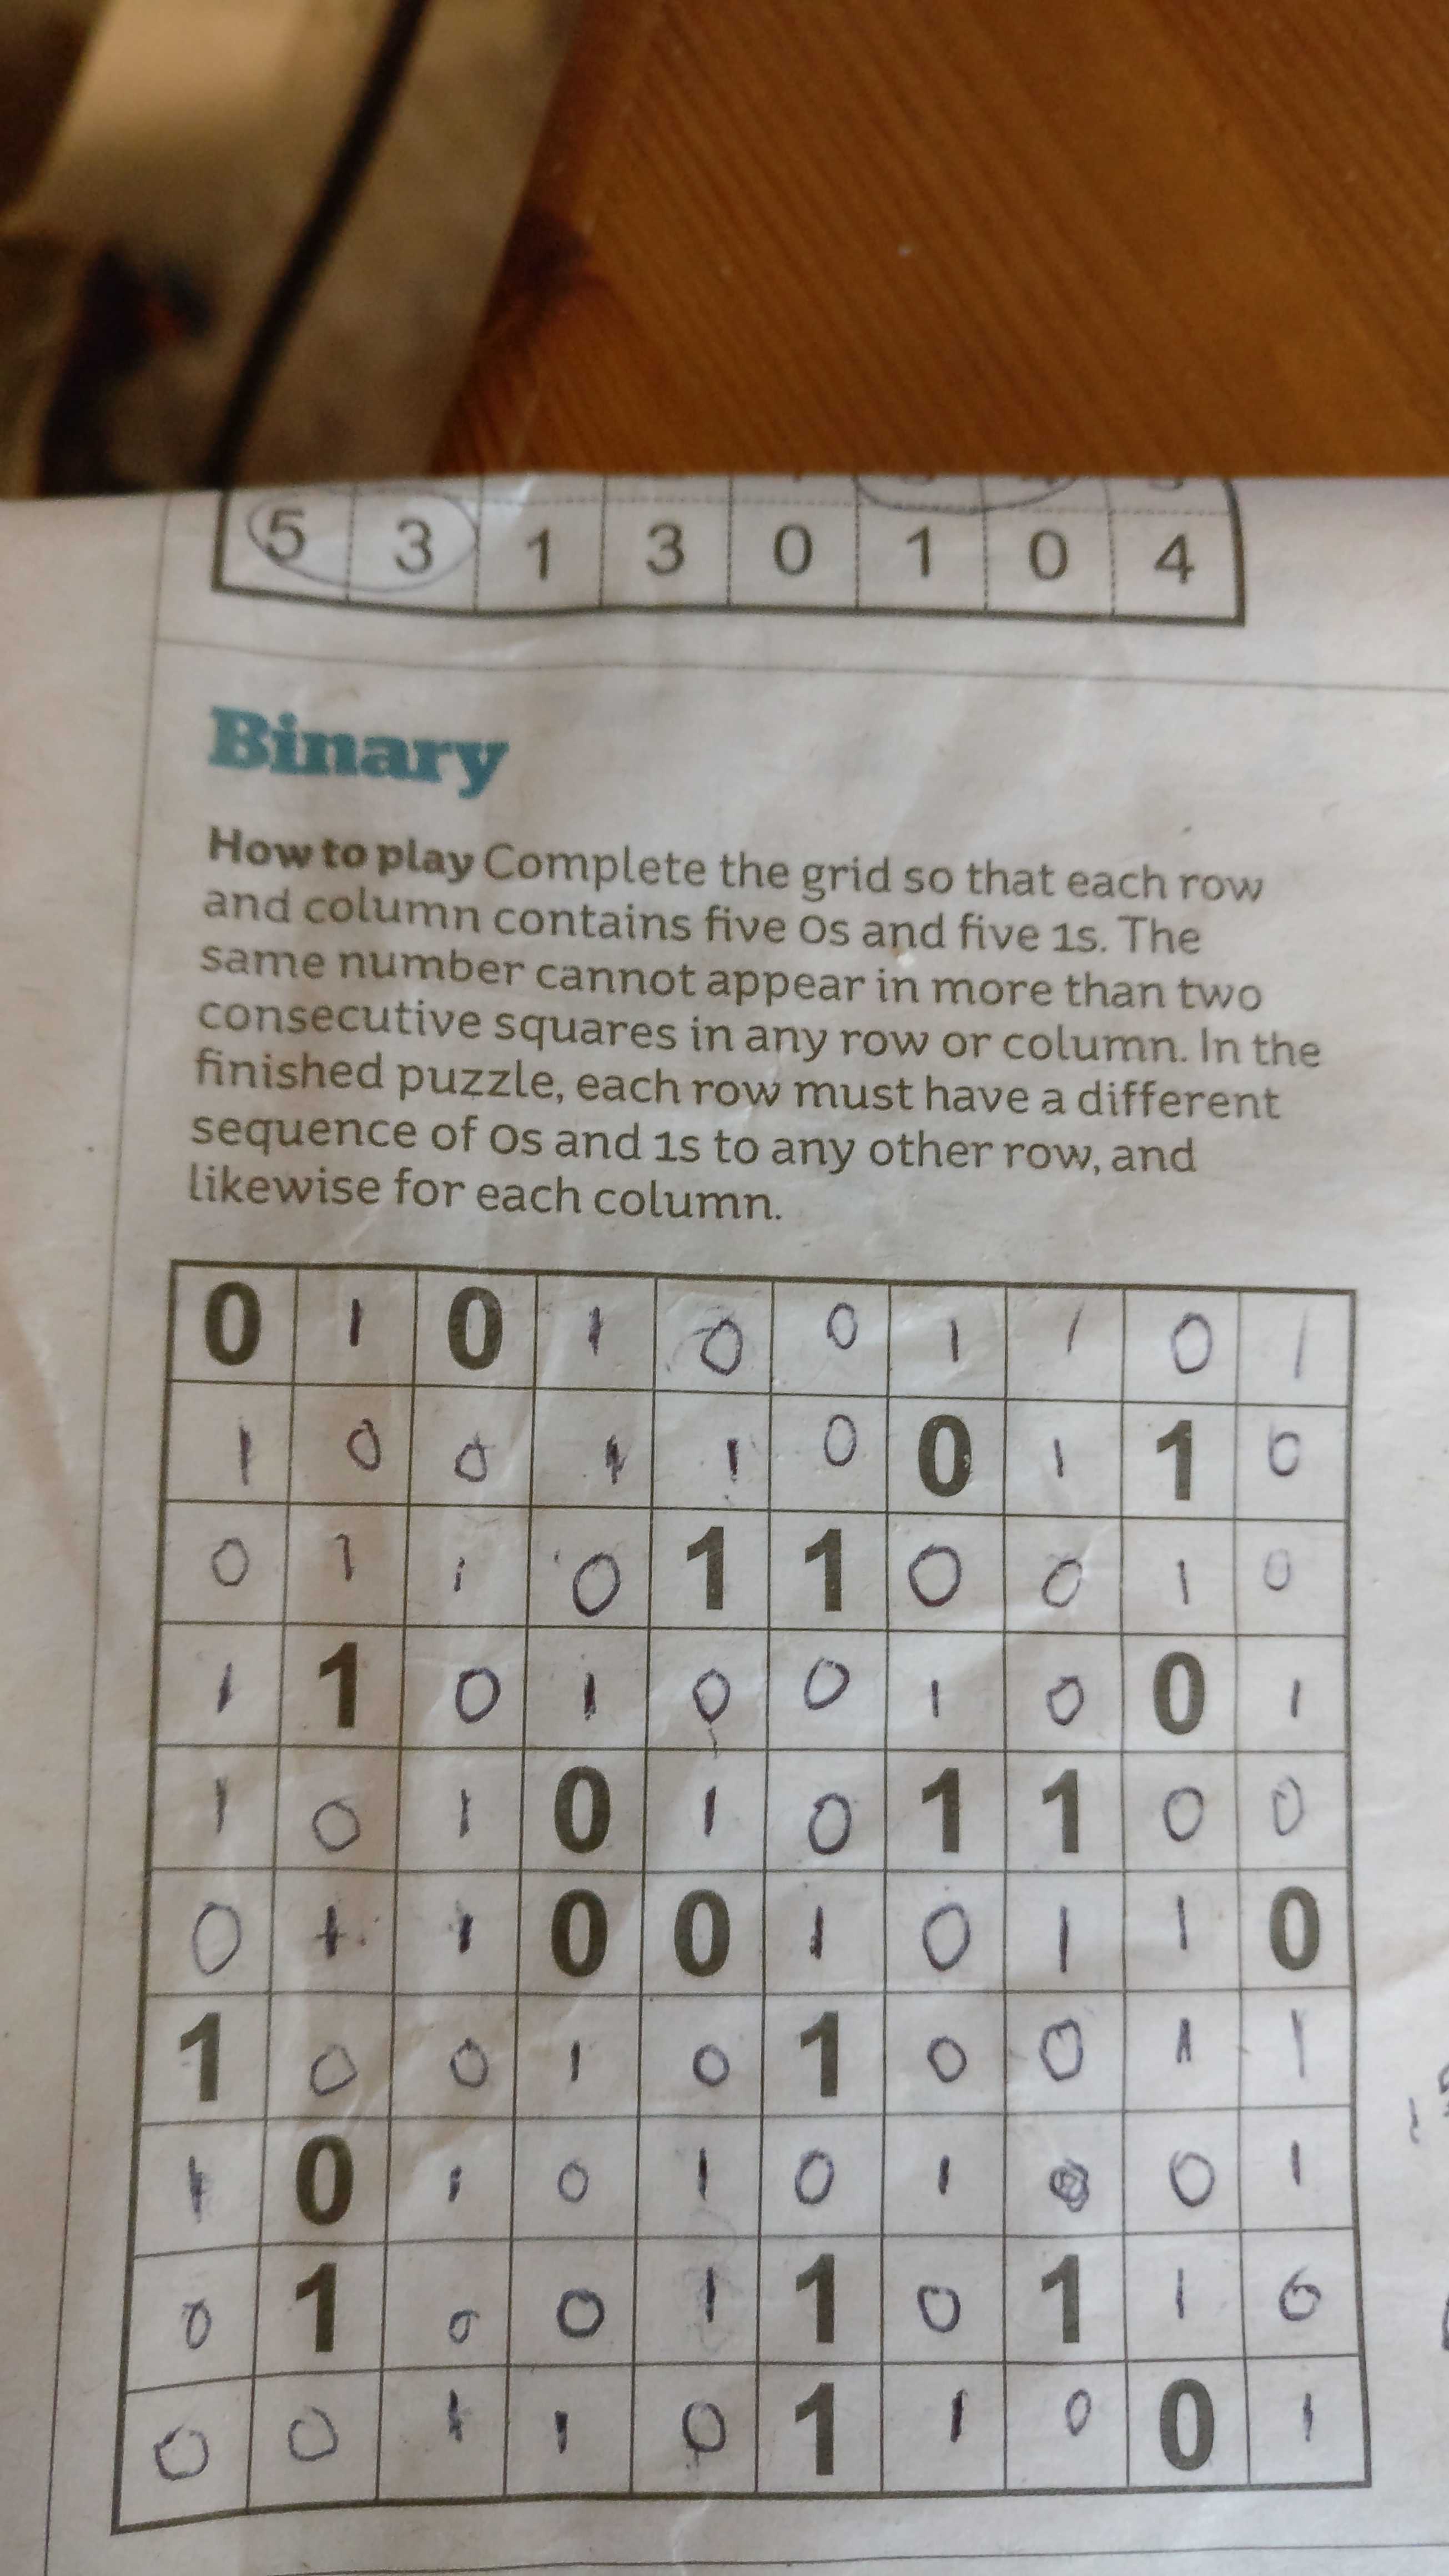 5 3 1 3 0 1 0 4
Binary
How to play Complete the grid so that each row
and column contains five 0s and five 1s. The
same number cannot appear in more than two
consecutive squares in any row or column. In the
finished puzzle, each row must have a different
sequence of 0s and 1s to any other row, and
likewise for each column.
0 1 0 1 0 0 1 1 0 1
1 0 0 1 1 0 0 1 1 0
0 1 1 0 1 1 0 0 1 0
1 1 0 1 0 0 1 0 0 1
1 0 1 0 1 0 1 1 0 0
0 1 1 0 0 1 0 1 1 0
1 0 0 1 0 1 0 0 1 1
1 0 1 0 1 0 1 0 0 1
0 1 0 0 1 1 0 1 1 0
0 0 1 1 0 1 1 0 0 1